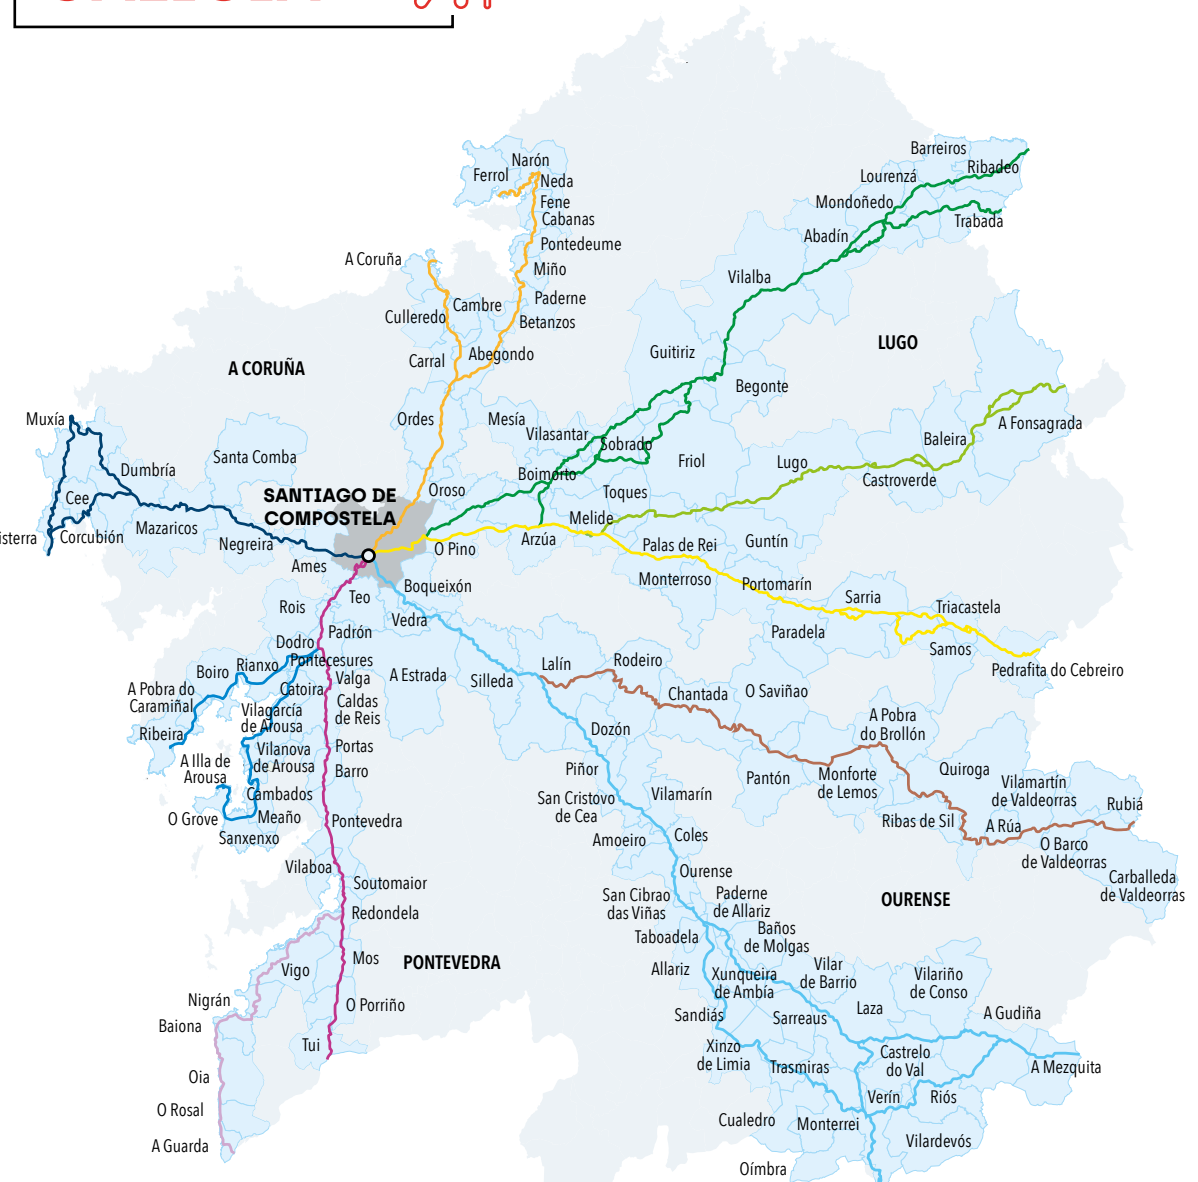 Barreiros
Narón
Ribadeo
Ferrol
Lourenzá
Neda
Fene
Mondoñedo
Cabanas
Trabada
Abadín
Pontedeume
A Coruña
Miño
Vilalba
Paderne
Cambre
Culleredo
Betanzos
LUGO
Guitiriz
Abegondo
Carral
A CORUÑA
Begonte
Muxía
Ordes
Mesía
A Fonsagrada
Vilasantar
Baleira
Sobrado
Santa Comba
Friol
Lugo
Dumbría
Boimorto
Castroverde
SANTIAGO DE
COMPOSTELA
Oroso
Toques
Cee
Melide
Mazaricos
isterra
Corcubión
Negreira
Arzúa
O Pino
Palas de Rei
Guntín
Ames
Monterroso
Portomarín
Boqueixón
Teo
Sarria
Rois
Triacastela
Vedra
Padrón
Paradela
Dodro
Samos
Pontecesures
Rianxo
Boiro
Lalín
Rodeiro
Pedrafita do Cebreiro
A Estrada
Valga
Silleda
A Pobra do
Caramiñal
Catoira
Chantada
O Saviñao
Caldas
de Reis
Vilagarcía
de Arousa
A Pobra
do Brollón
Ribeira
Dozón
Portas
Vilanova
de Arousa
A Illa de
Arousa
Barro
Piñor
Pantón
Monforte
de Lemos
Quiroga
Vilamartín
de Valdeorras
Cambados
San Cristovo
de Cea
Vilamarín
Rubiá
O Grove
Meaño
Pontevedra
Ribas de Sil
A Rúa
Sanxenxo
Amoeiro
Coles
O Barco
de Valdeorras
Vilaboa
Ourense
Carballeda
de Valdeorras
Soutomaior
San Cibrao
das Viñas
Paderne
de Allariz
OURENSE
Redondela
Baños
de Molgas
Taboadela
Mos
PONTEVEDRA
Vigo
Allariz
Xunqueira
de Ambía
Vilar
de Barrio
Vilariño
de Conso
Nigrán
O Porriño
Laza
Sandiás
Sarreaus
A Gudiña
Baiona
Tui
Xinzo
de Limia
Castrelo
do Val
Trasmiras
A Mezquita
Oia
Verín
Riós
O Rosal
Cualedro
Monterrei
A Guarda
Vilardevós
Oímbra